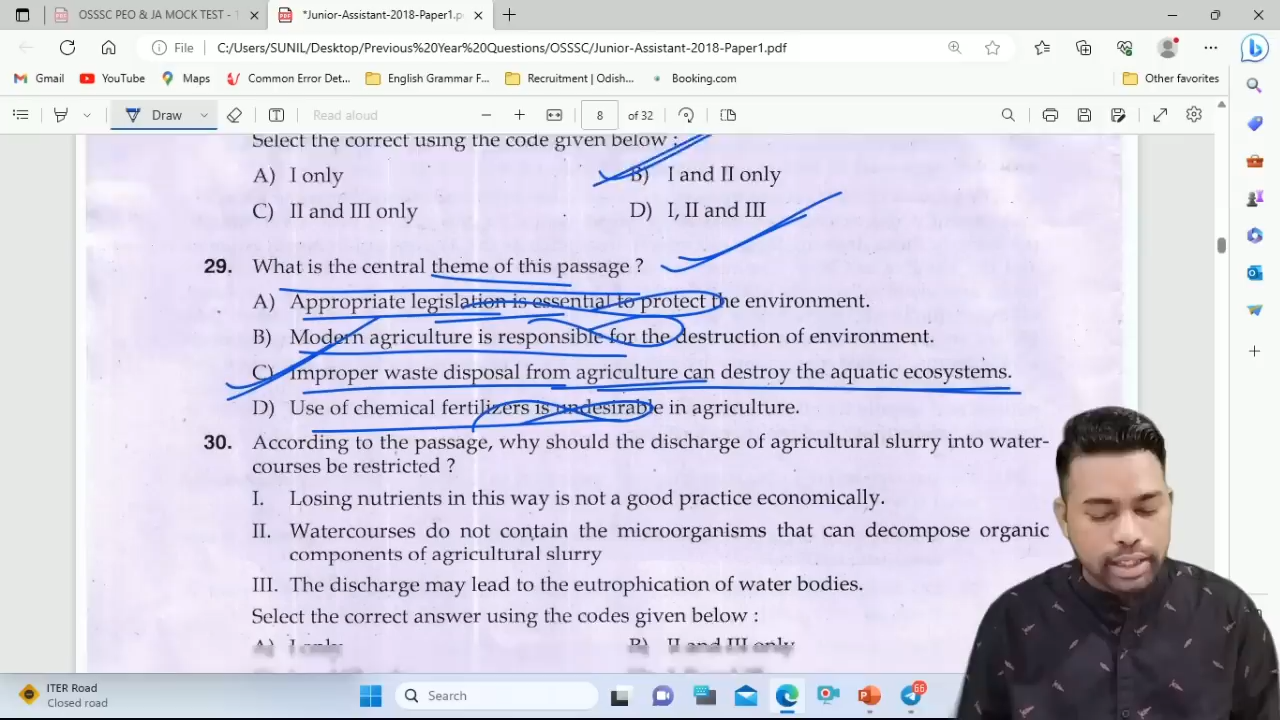 OSSSC PEO & JA MOCK TEST -
*Junior-Assistant-2018-Paper1.p
File
C:/Users/SUNIL/Desktop/Previous%20Year%20Questions/OSSSC/Junior-Assistant-2018-Paper1.pdf
Gmail YouTube Maps Common Error Det... English Grammar F... Recruitment | Odish... Booking.com Other favorites
Draw Read aloud 8 of 32
Select the correct using the code given below :
A) I only B) I and II only
C) II and III only D) I, II and III
29. What is the central theme of this passage ?
A) Appropriate legislation is essential to protect the environment.
B) Modern agriculture is responsible for the destruction of environment.
C) Improper waste disposal from agriculture can destroy the aquatic ecosystems.
D) Use of chemical fertilizers is undesirable in agriculture.
30. According to the passage, why should the discharge of agricultural slurry into water-
courses be restricted ?
I. Losing nutrients in this way is not a good practice economically.
II. Watercourses do not contain the microorganisms that can decompose organic
components of agricultural slurry
III. The discharge may lead to the eutrophication of water bodies.
Select the correct answer using the codes given below :
A) I only B) II and III only
ITER Road
Closed road
Search
66